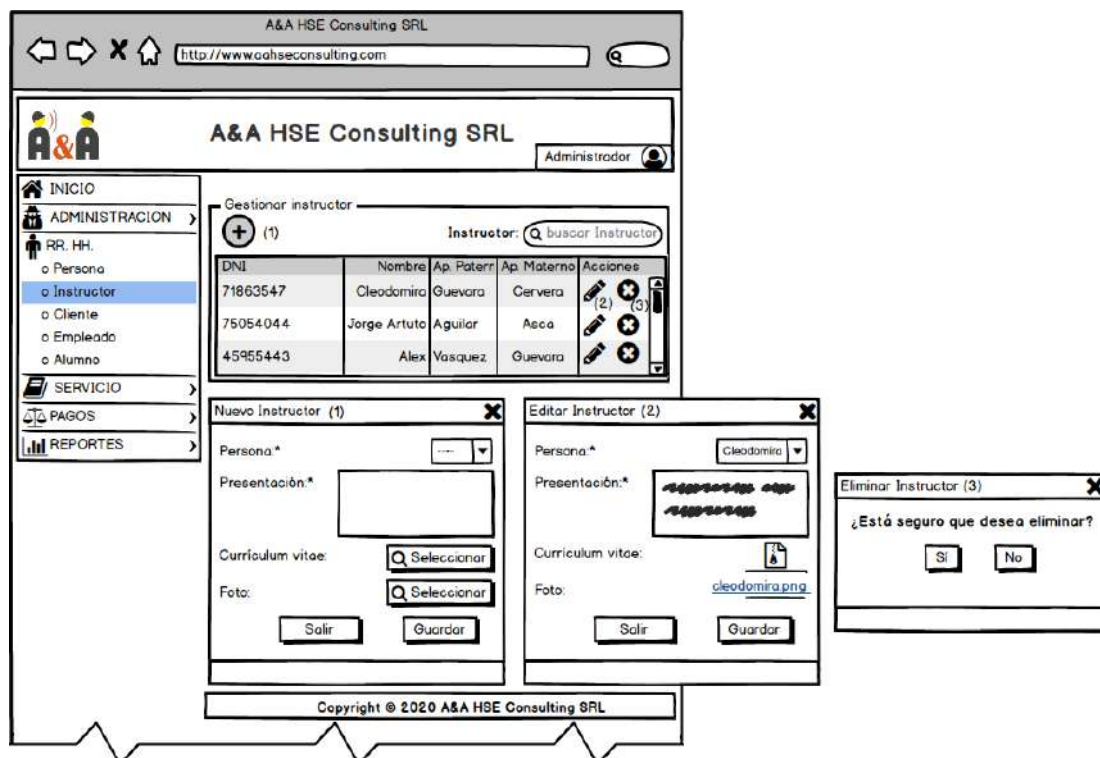 A&A HSE Consulting SRL
http://www.aahseconsulting.com
A&A
A&A HSE Consulting SRL
Administrador
INICIO
ADMINISTRACION
RR. HH.
o Persona
o Instructor
o Cliente
o Empleado
o Alumno
SERVICIO
PAGOS
REPORTES
Gestionar instructor
(1) Instructor: buscar Instructor
DNI Nombre Ap. Paterr Ap. Materno Acciones
71863547 Cleodomira Guevara Cervera (2) (3)
75054044 Jorge Artuto Aguilar Asca
45955443 Alex Vasquez Guevara
Nuevo Instructor (1)
Persona:* -----
Presentación:*
Currículum vitae: Seleccionar
Foto: Seleccionar
Salir Guardar
Editar Instructor (2)
Persona:* Cleodomira
Presentación:*
Currículum vitae:
Foto: cleodomira.png
Salir Guardar
Eliminar Instructor (3)
¿Está seguro que desea eliminar?
Sí No
Copyright © 2020 A&A HSE Consulting SRL